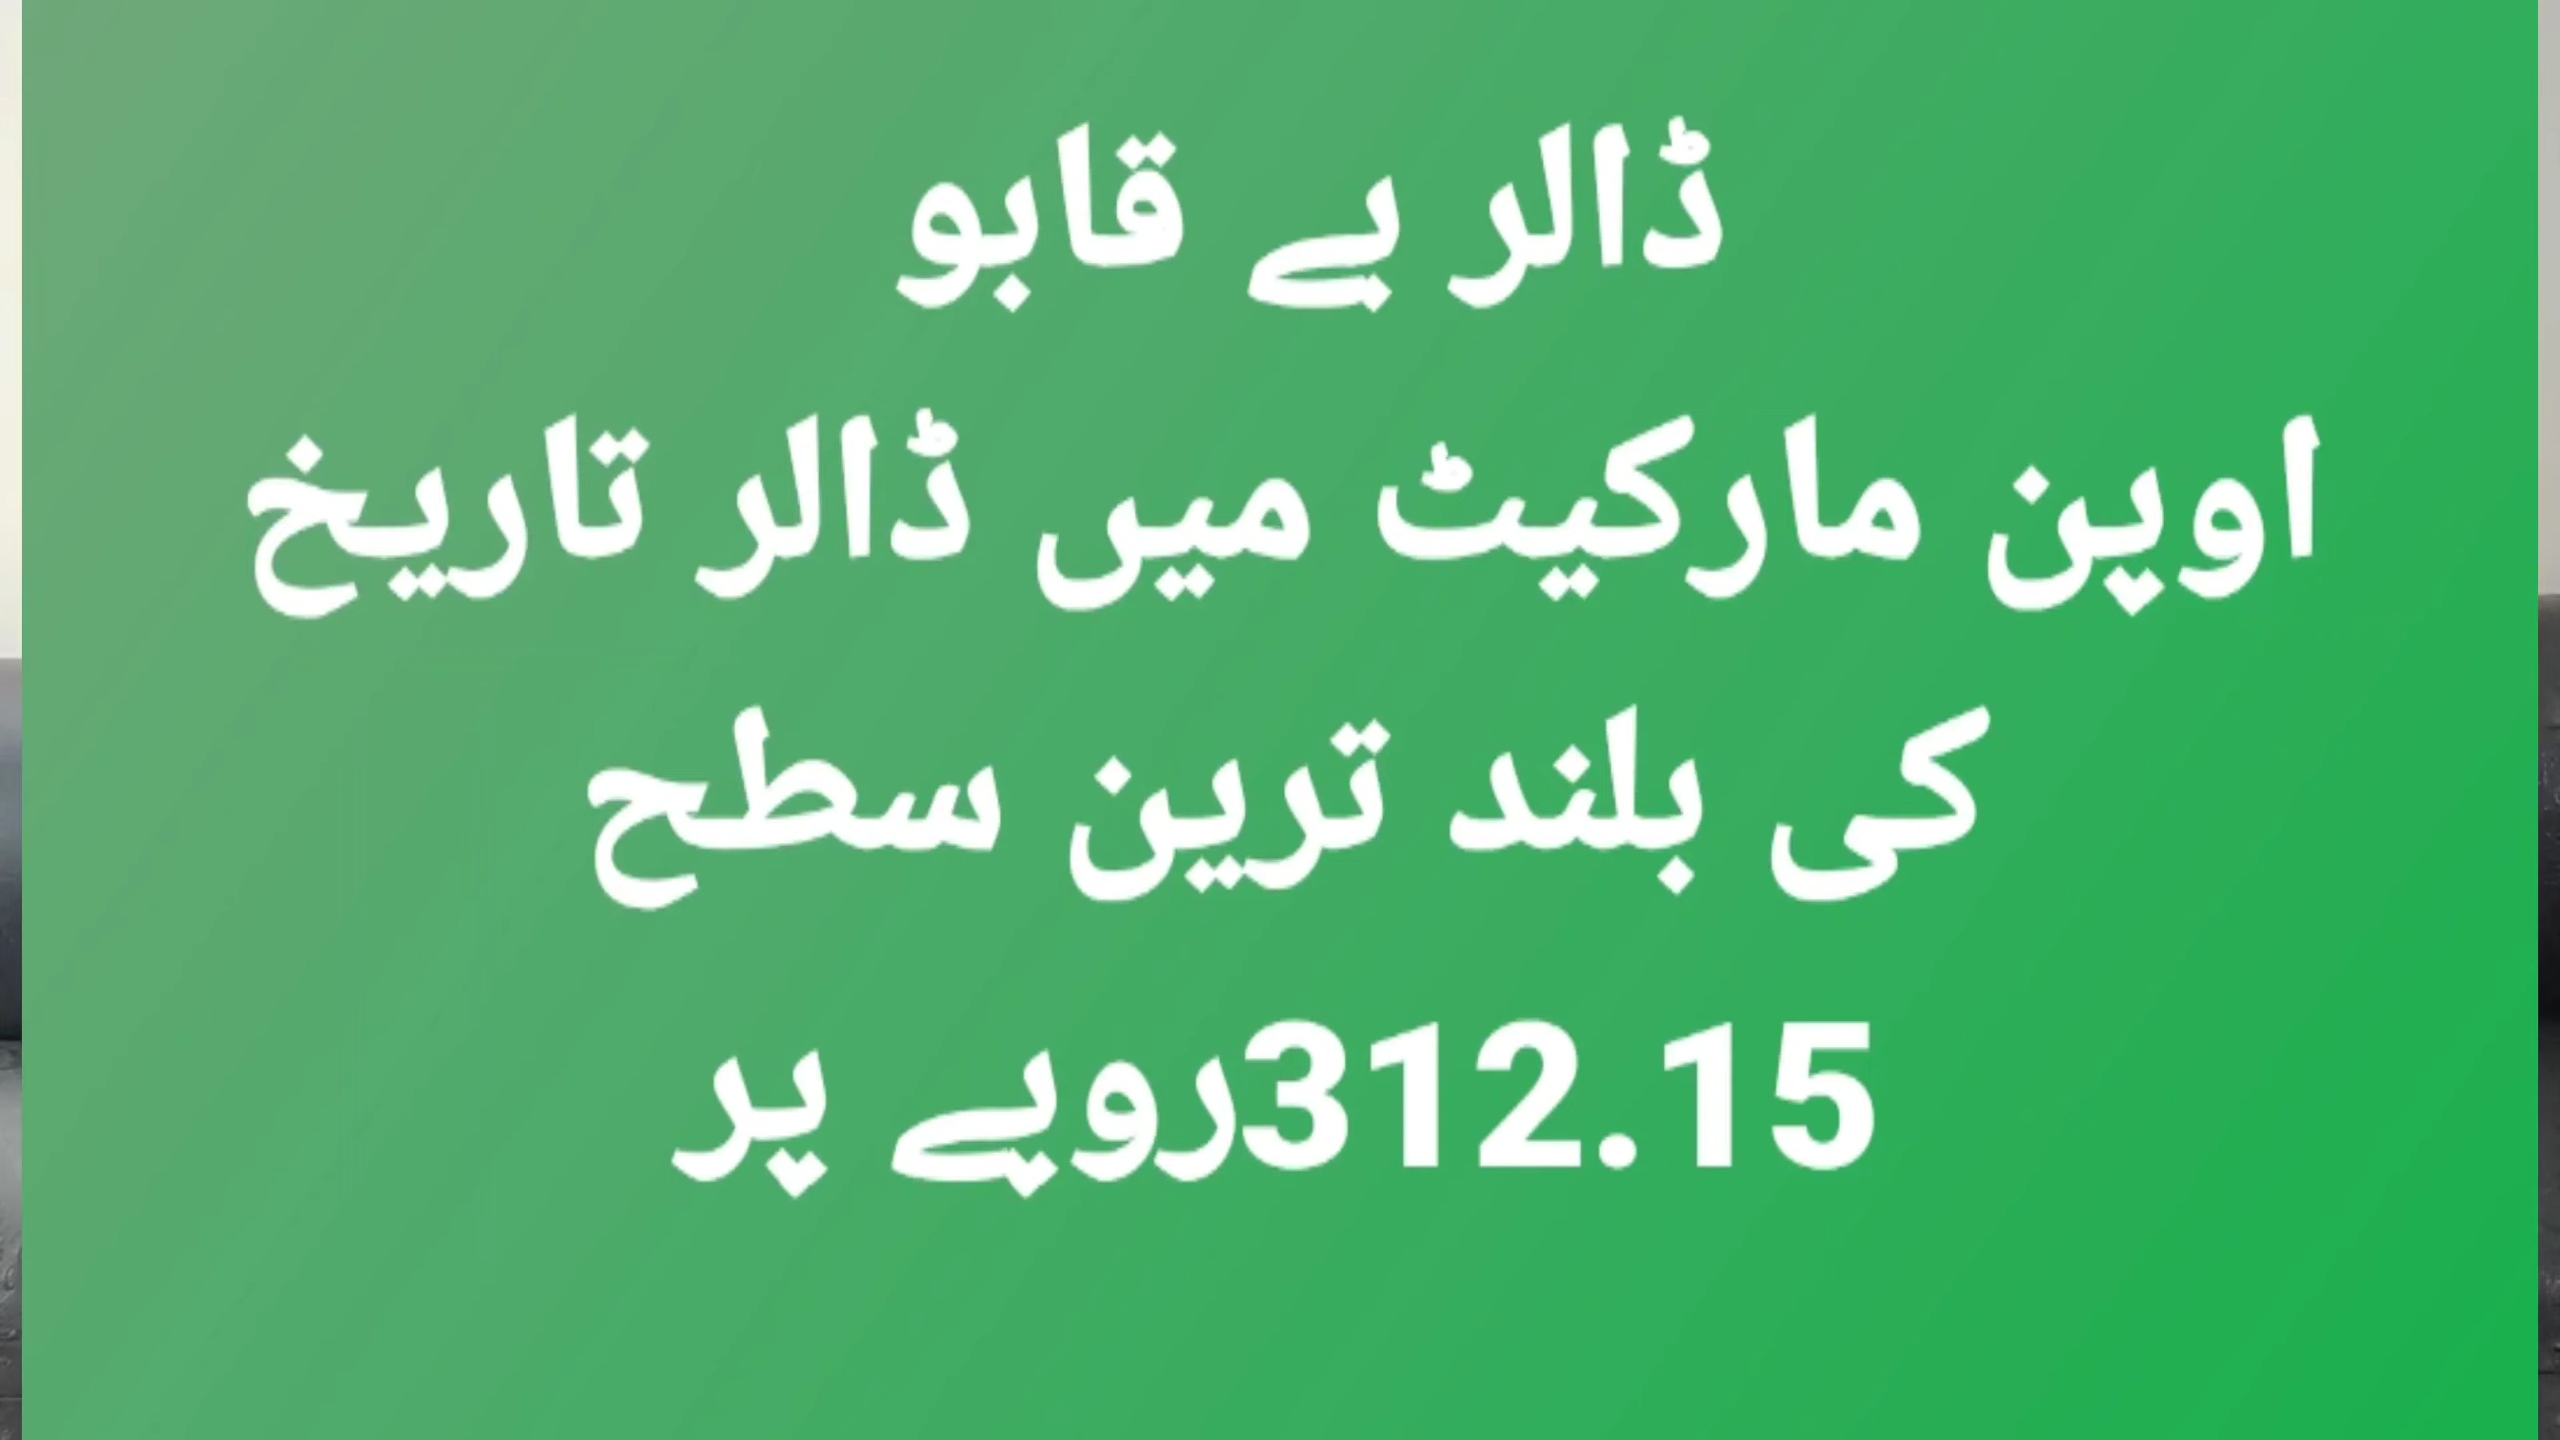 ڈالر بے قابو
اوپن مارکیٹ میں ڈالر تاریخ
کی بلند ترین سطح
312.15روپے پر